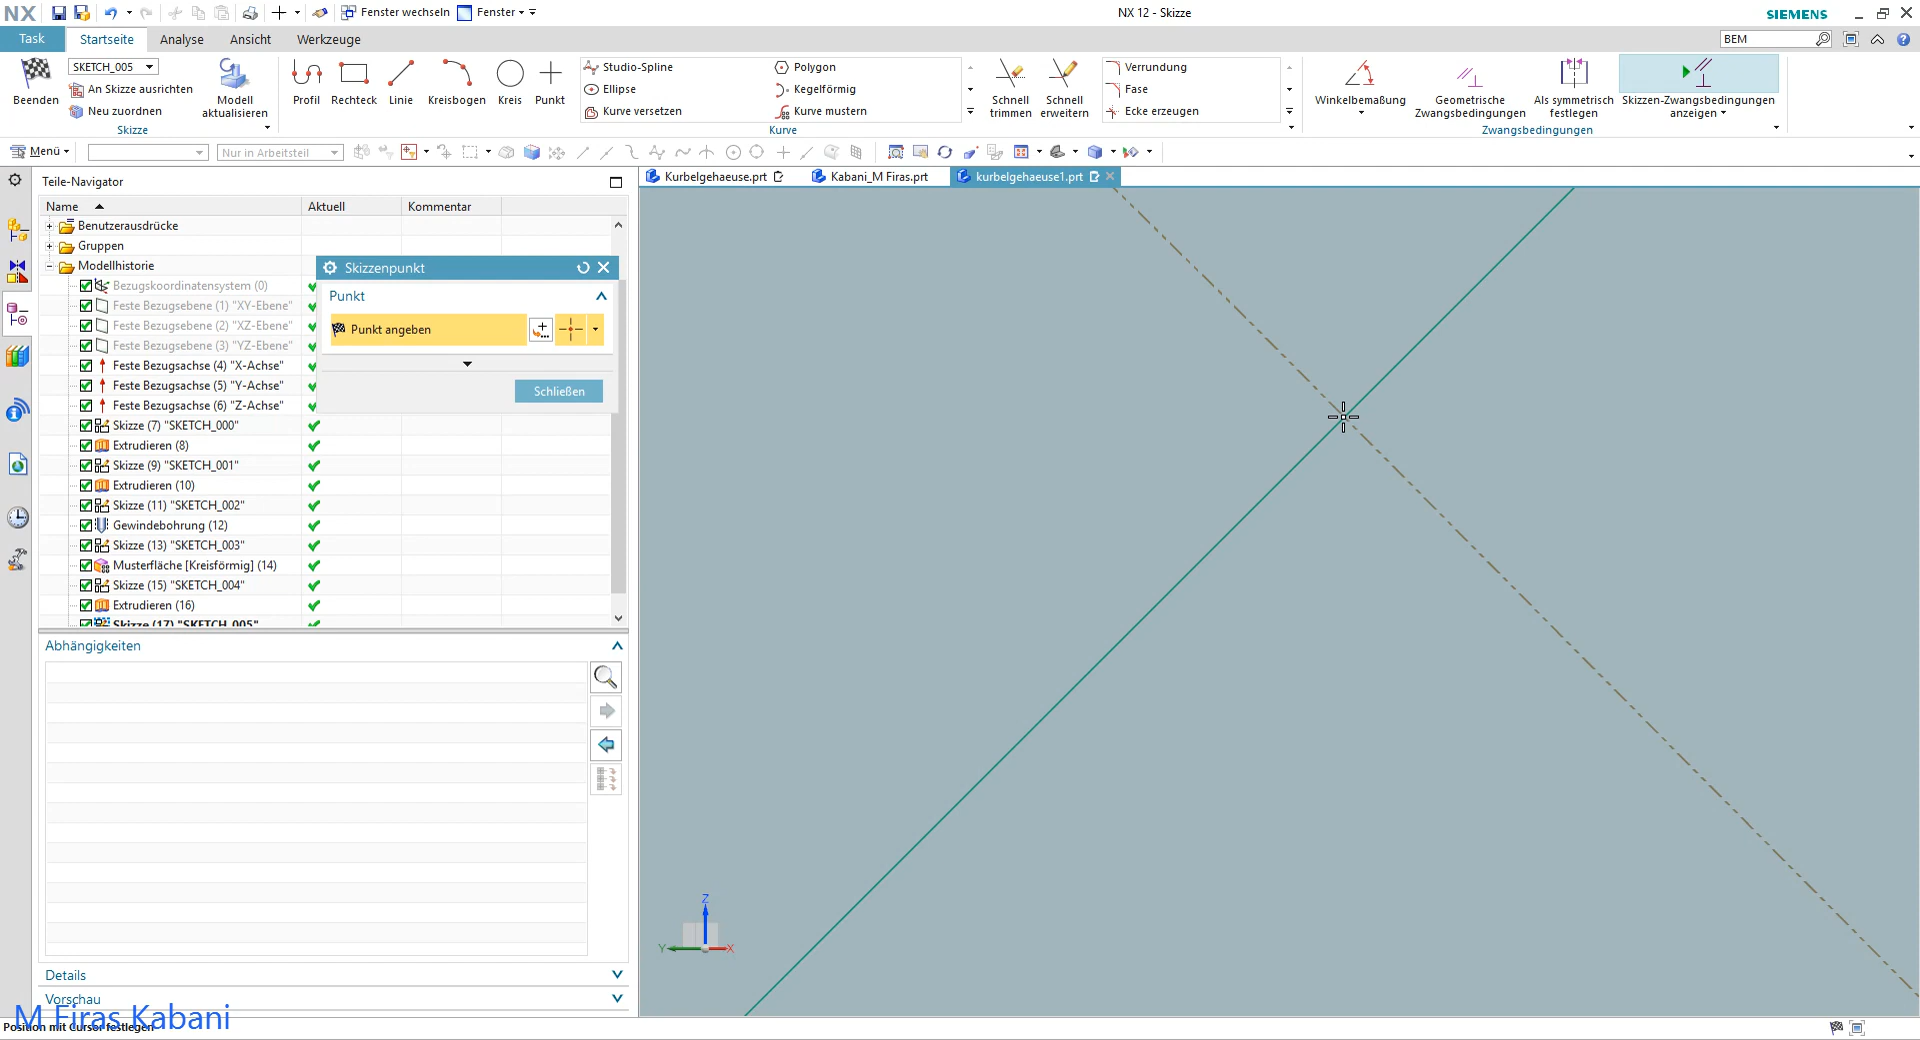 NX
Fenster wechseln
Fenster
NX 12 - Skizze
SIEMENS
Task
Startseite
Analyse
Ansicht
Werkzeuge
BEM
SKETCH_005
Beenden
An Skizze ausrichten
Neu zuordnen
Modell
aktualisieren
Skizze
Profil
Rechteck
Linie
Kreisbogen
Kreis
Punkt
Studio-Spline
Ellipse
Kurve versetzen
Polygon
Kegelförmig
Kurve mustern
Kurve
Schnell
trimmen
Schnell
erweitern
Verrundung
Fase
Ecke erzeugen
Winkelbemaßung
Geometrische
Zwangsbedingungen
Als symmetrisch
festlegen
Skizzen-Zwangsbedingungen
anzeigen
Zwangsbedingungen
Menü
Nur in Arbeitsteil
Teile-Navigator
Kurbelgehaeuse.prt
Kabani_M Firas.prt
kurbelgehaeuse1.prt
Name
Aktuell
Kommentar
Benutzerausdrücke
Gruppen
Modellhistorie
Bezugskoordinatensystem (0)
Feste Bezugsebene (1) "XY-Ebene"
Feste Bezugsebene (2) "XZ-Ebene"
Feste Bezugsebene (3) "YZ-Ebene"
Feste Bezugsachse (4) "X-Achse"
Feste Bezugsachse (5) "Y-Achse"
Feste Bezugsachse (6) "Z-Achse"
Skizze (7) "SKETCH_000"
Extrudieren (8)
Skizze (9) "SKETCH_001"
Extrudieren (10)
Skizze (11) "SKETCH_002"
Gewindebohrung (12)
Skizze (13) "SKETCH_003"
Musterfläche [Kreisförmig] (14)
Skizze (15) "SKETCH_004"
Extrudieren (16)
Skizze (17) "SKETCH_005"
Skizzenpunkt
Punkt
Punkt angeben
Schließen
Abhängigkeiten
Details
Vorschau
M Firas Kabani
Position mit Cursor festlegen
Z
Y
X